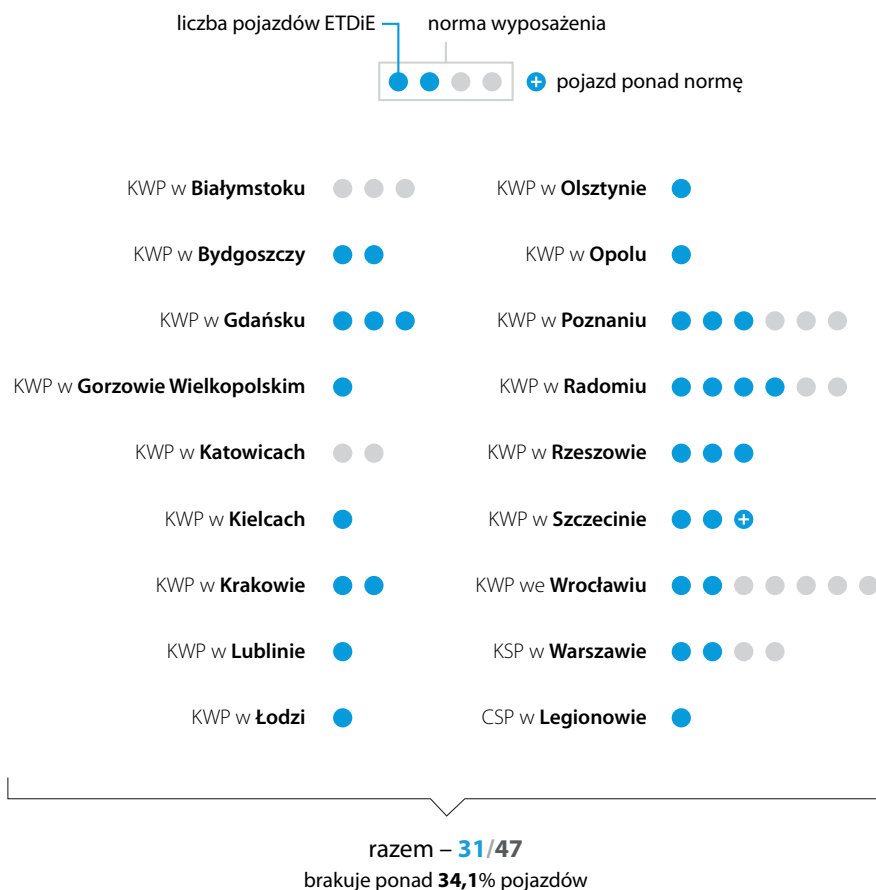 liczba pojazdów ETDiE
norma wyposażenia
pojazd ponad normę
KWP w Białymstoku
KWP w Bydgoszczy
KWP w Gdańsku
KWP w Gorzowie Wielkopolskim
KWP w Katowicach
KWP w Kielcach
KWP w Krakowie
KWP w Lublinie
KWP w Łodzi
KWP w Olsztynie
KWP w Opolu
KWP w Poznaniu
KWP w Radomiu
KWP w Rzeszowie
KWP w Szczecinie
KWP we Wrocławiu
KSP w Warszawie
CSP w Legionowie
razem – 31/47
brakuje ponad 34,1% pojazdów